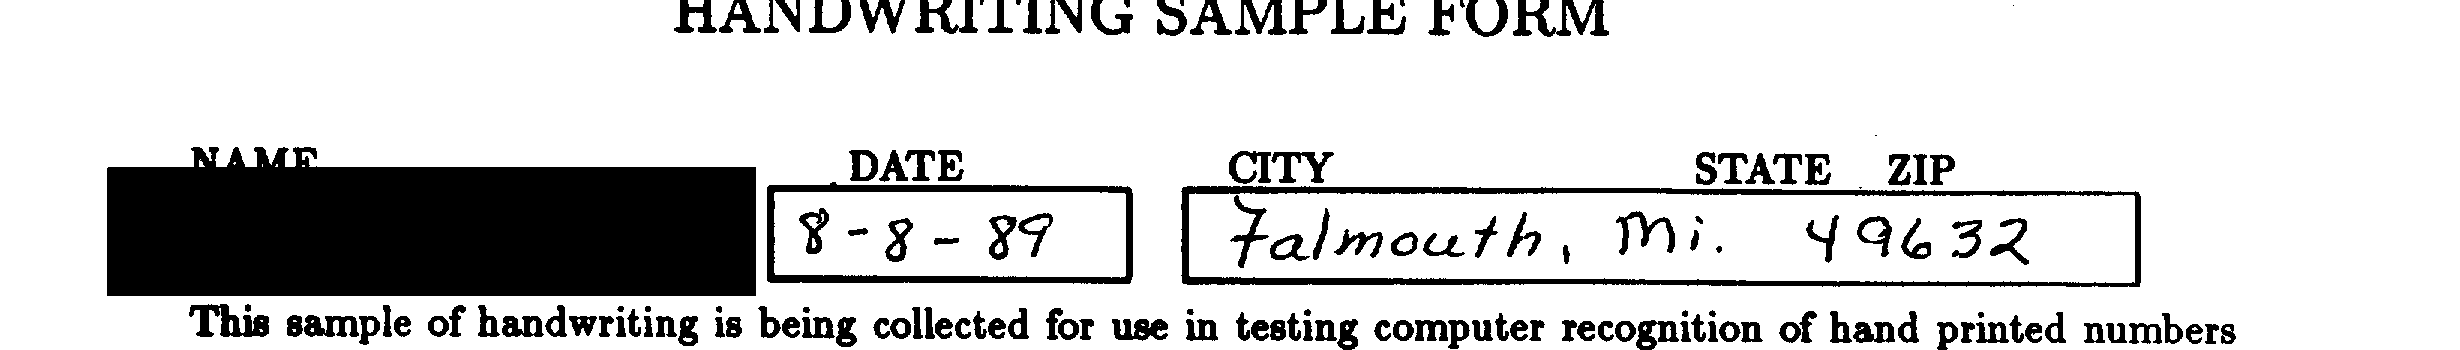 HANDWRITING SAMPLE FORM
NAME DATE CITY STATE ZIP
8-8-89 Falmouth, Mi. 49632
This sample of handwriting is being collected for use in testing computer recognition of hand printed numbers